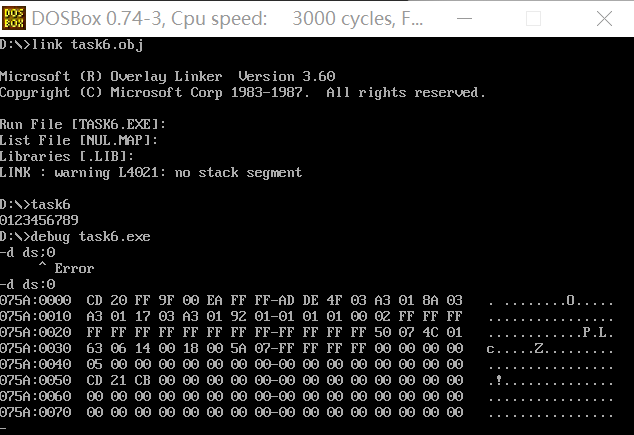 DOS
BOX
DOSBox 0.74-3, Cpu speed: 3000 cycles, F...
D:\>link task6.obj
Microsoft (R) Overlay Linker  Version 3.60
Copyright (C) Microsoft Corp 1983-1987.  All rights reserved.
Run File [TASK6.EXE]:
List File [NUL.MAP]:
Libraries [.LIB]:
LINK : warning L4021: no stack segment
D:\>task6
0123456789
D:\>debug task6.exe
-d ds;0
^ Error
-d ds:0
075A:0000  CD 20 FF 9F 00 EA FF FF-AD DE 4F 03 A3 01 8A 03   . ........O.....
075A:0010  A3 01 17 03 A3 01 92 01-01 01 01 00 02 FF FF FF   ................
075A:0020  FF FF FF FF FF FF FF FF-FF FF FF FF 50 07 4C 01   ............P.L.
075A:0030  63 06 14 00 18 00 5A 07-FF FF FF FF 00 00 00 00   c.....Z.........
075A:0040  05 00 00 00 00 00 00 00-00 00 00 00 00 00 00 00   ................
075A:0050  CD 21 CB 00 00 00 00 00-00 00 00 00 00 00 00 00   .!..............
075A:0060  00 00 00 00 00 00 00 00-00 00 00 00 00 00 00 00   ................
075A:0070  00 00 00 00 00 00 00 00-00 00 00 00 00 00 00 00   ................
-